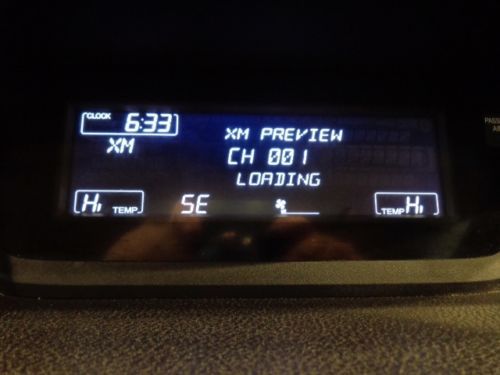 CLOCK 6:33
XM
XM PREVIEW
CH 001
LOADING
Hi TEMP
SE
TEMP Hi